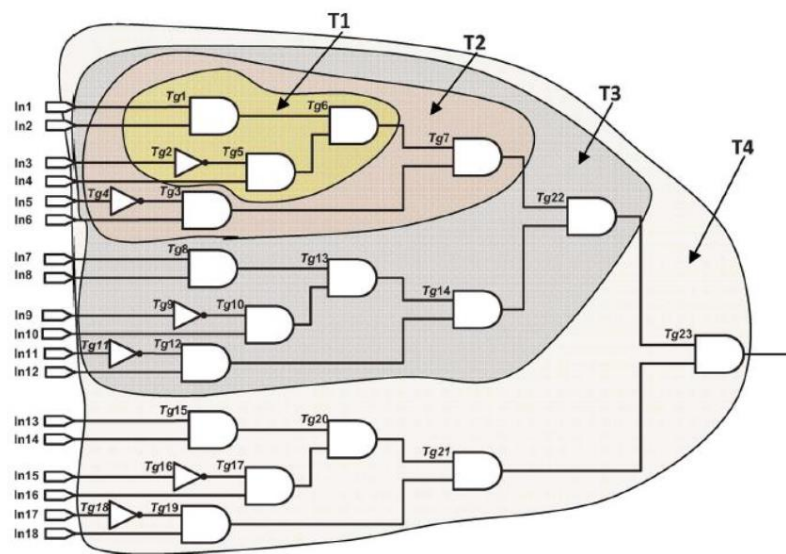 T1
T2
T3
T4
In1
In2
In3
In4
In5
In6
In7
In8
In9
In10
In11
In12
In13
In14
In15
In16
In17
In18
Tg1
Tg6
Tg2
Tg5
Tg7
Tg4
Tg3
Tg22
Tg8
Tg13
Tg9
Tg10
Tg14
Tg11
Tg12
Tg23
Tg15
Tg20
Tg16
Tg17
Tg21
Tg18
Tg19